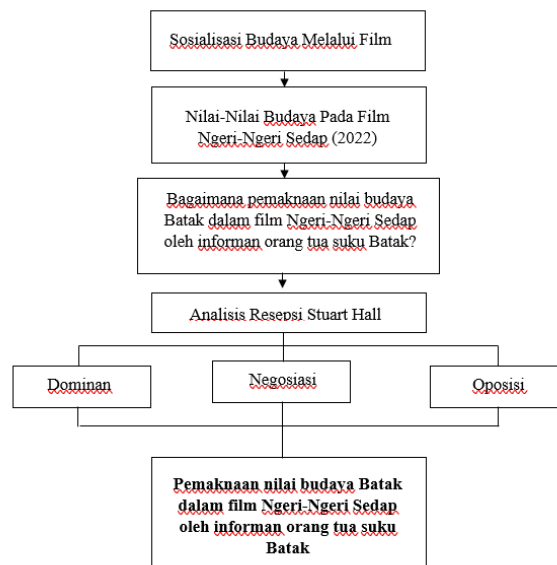 Sosialisasi Budaya Melalui Film
Nilai-Nilai Budaya Pada Film
Ngeri-Ngeri Sedap (2022)
Bagaimana pemaknaan nilai budaya
Batak dalam film Ngeri-Ngeri Sedap
oleh informan orang tua suku Batak?
Analisis Resepsi Stuart Hall
Dominan
Negosiasi
Oposisi
Pemaknaan nilai budaya Batak
dalam film Ngeri-Ngeri Sedap
oleh informan orang tua suku
Batak